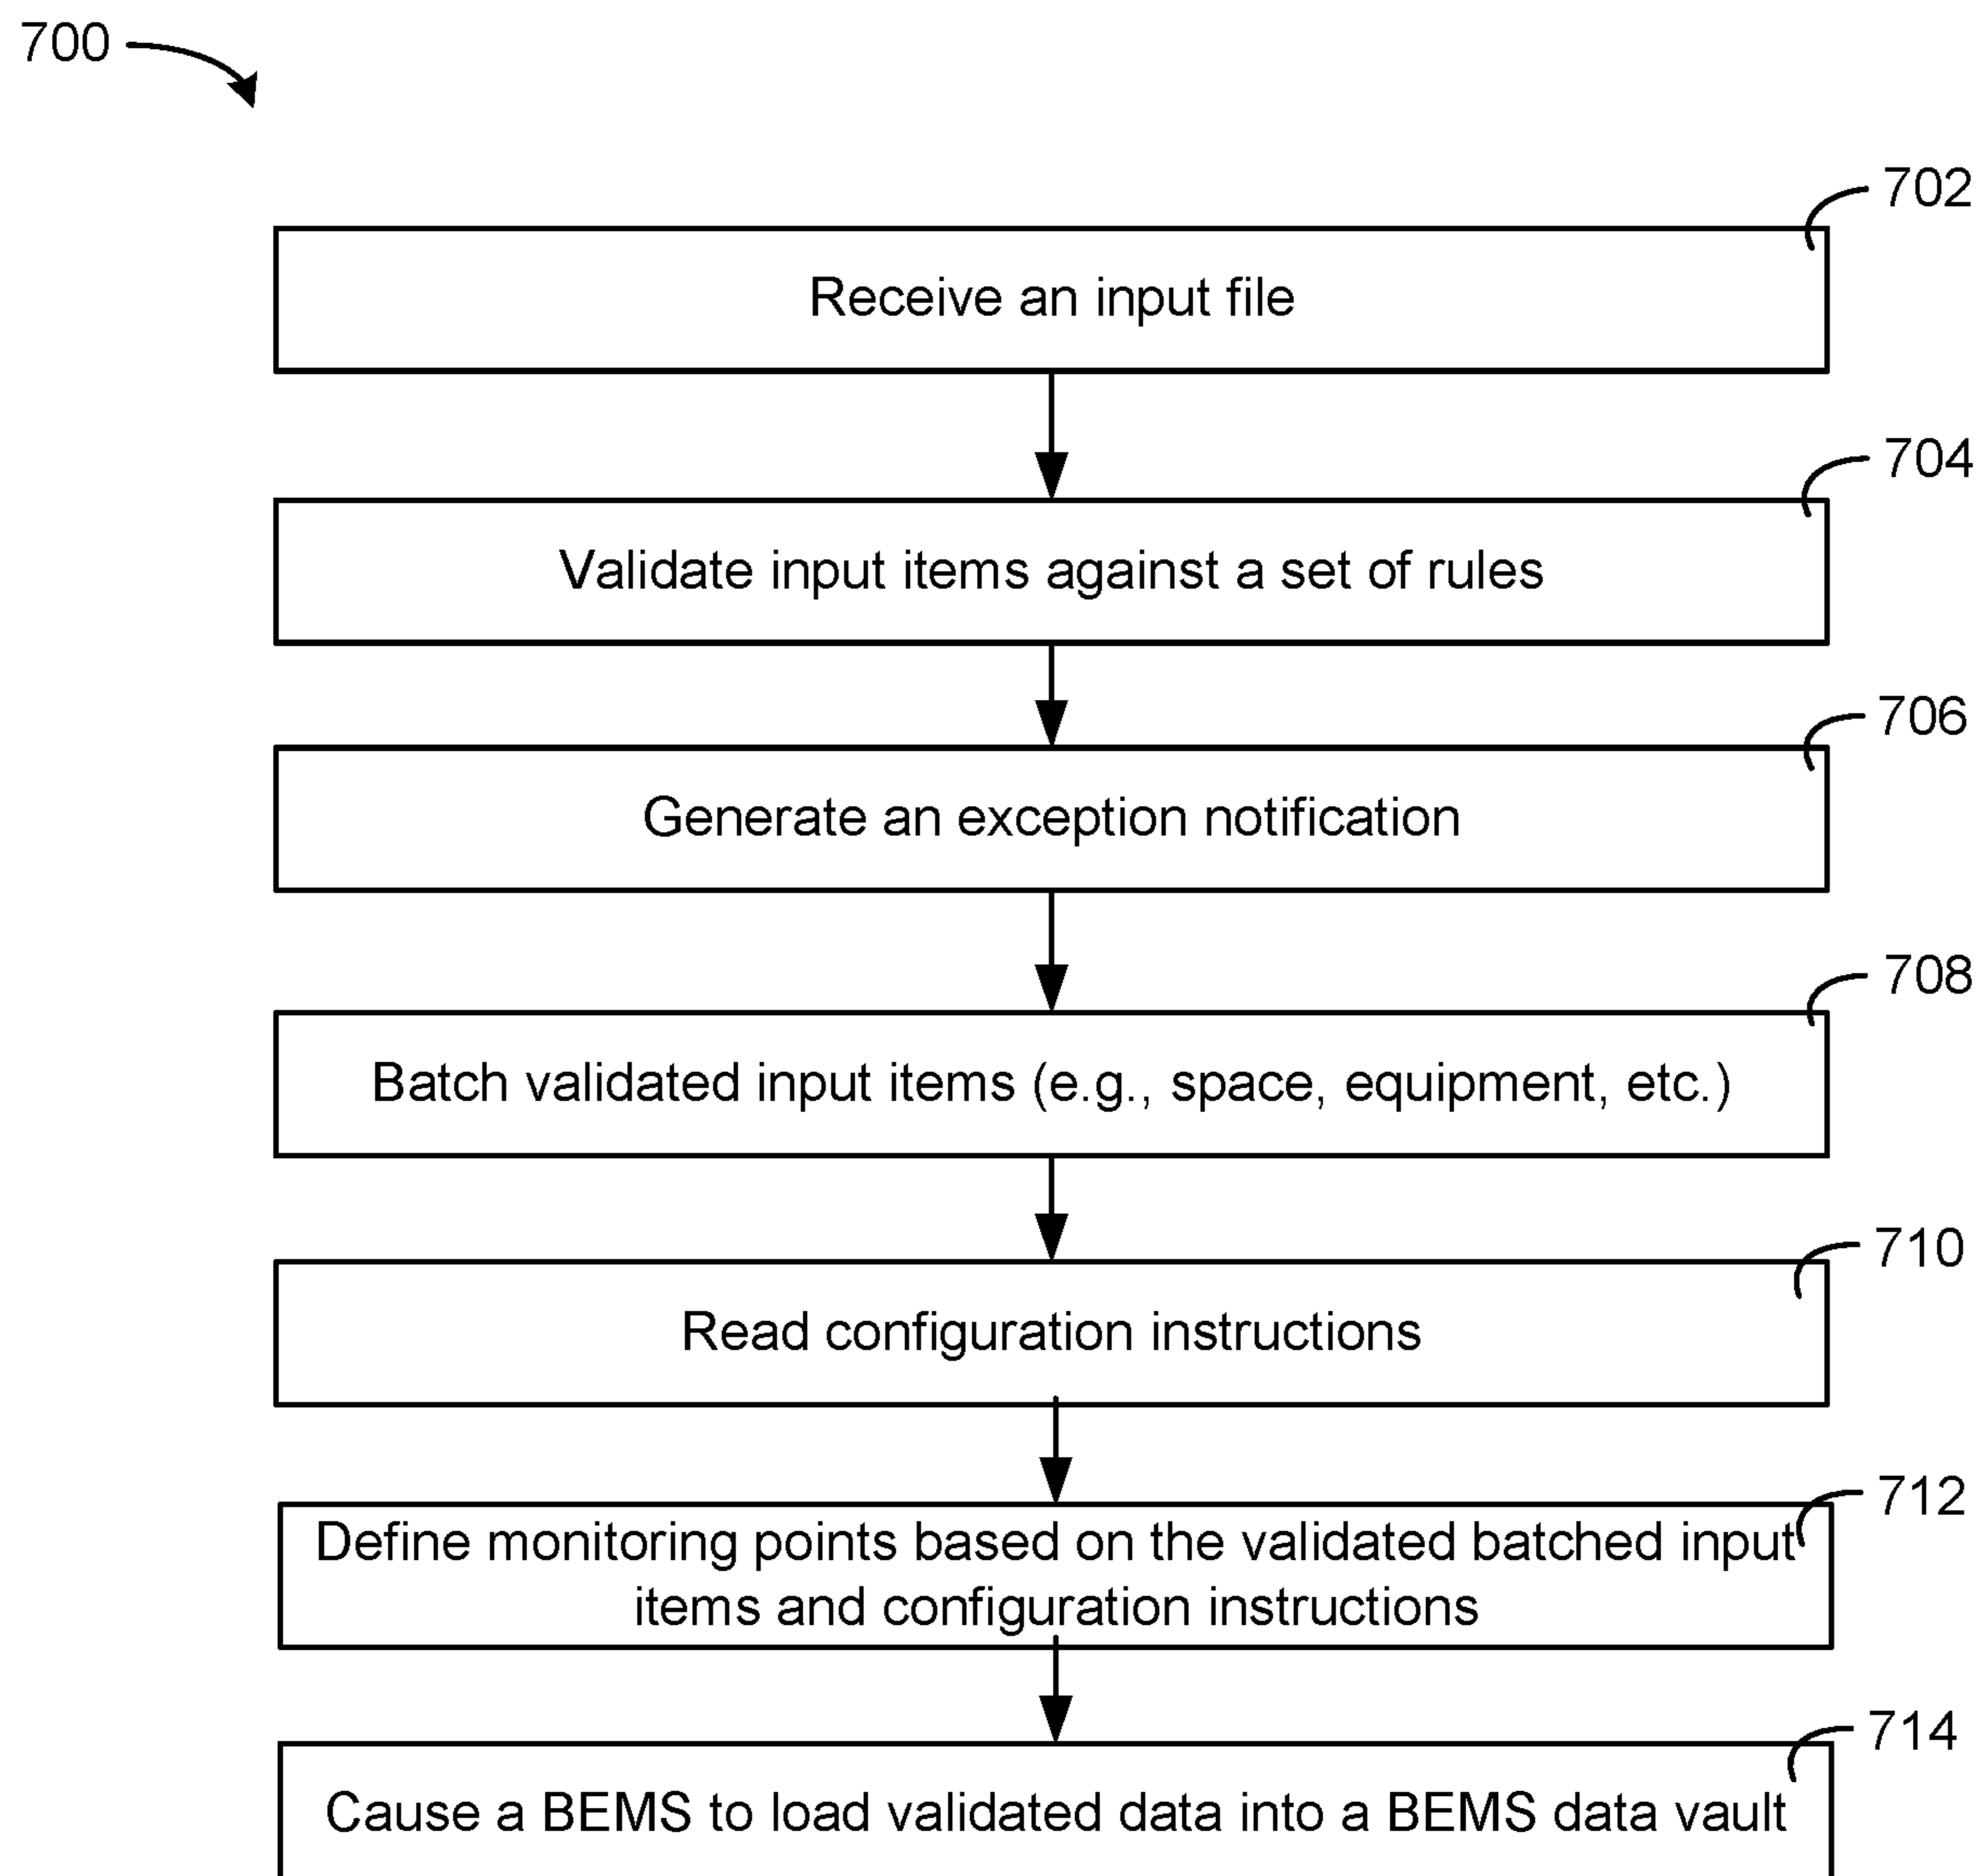 700
702
Receive an input file
704
Validate input items against a set of rules
706
Generate an exception notification
708
Batch validated input items (e.g., space, equipment, etc.)
710
Read configuration instructions
712
Define monitoring points based on the validated batched input
items and configuration instructions
714
Cause a BEMS to load validated data into a BEMS data vault